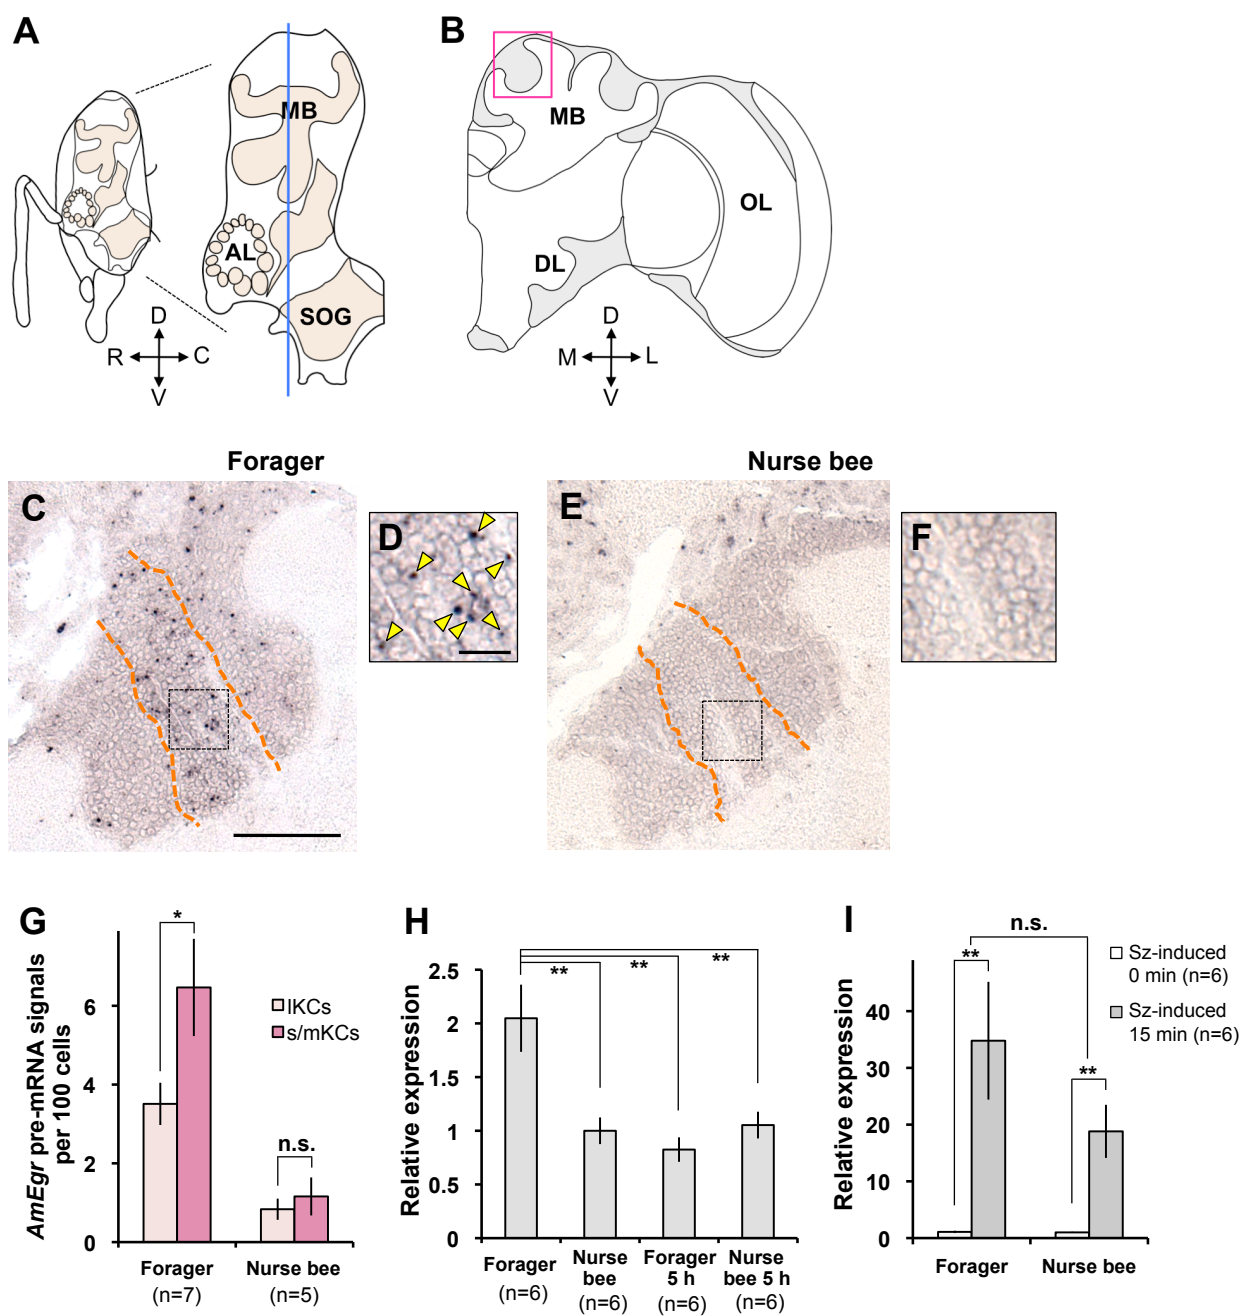 A
MB
AL
SOG
D
R
C
V
B
MB
OL
DL
D
M
L
V
Forager
Nurse bee
C
D
E
F
G
AmEgr pre-mRNA signals
per 100 cells
6
4
2
0
*
n.s.
lKCs
s/mKCs
Forager
(n=7)
Nurse bee
(n=5)
H
Relative expression
2.5
2
1.5
1
0.5
0
**
**
**
Forager
(n=6)
Nurse
bee
(n=6)
Forager
5 h
(n=6)
Nurse
bee 5 h
(n=6)
I
Relative expression
40
30
20
10
0
n.s.
**
**
Sz-induced
0 min (n=6)
Sz-induced
15 min (n=6)
Forager
Nurse bee